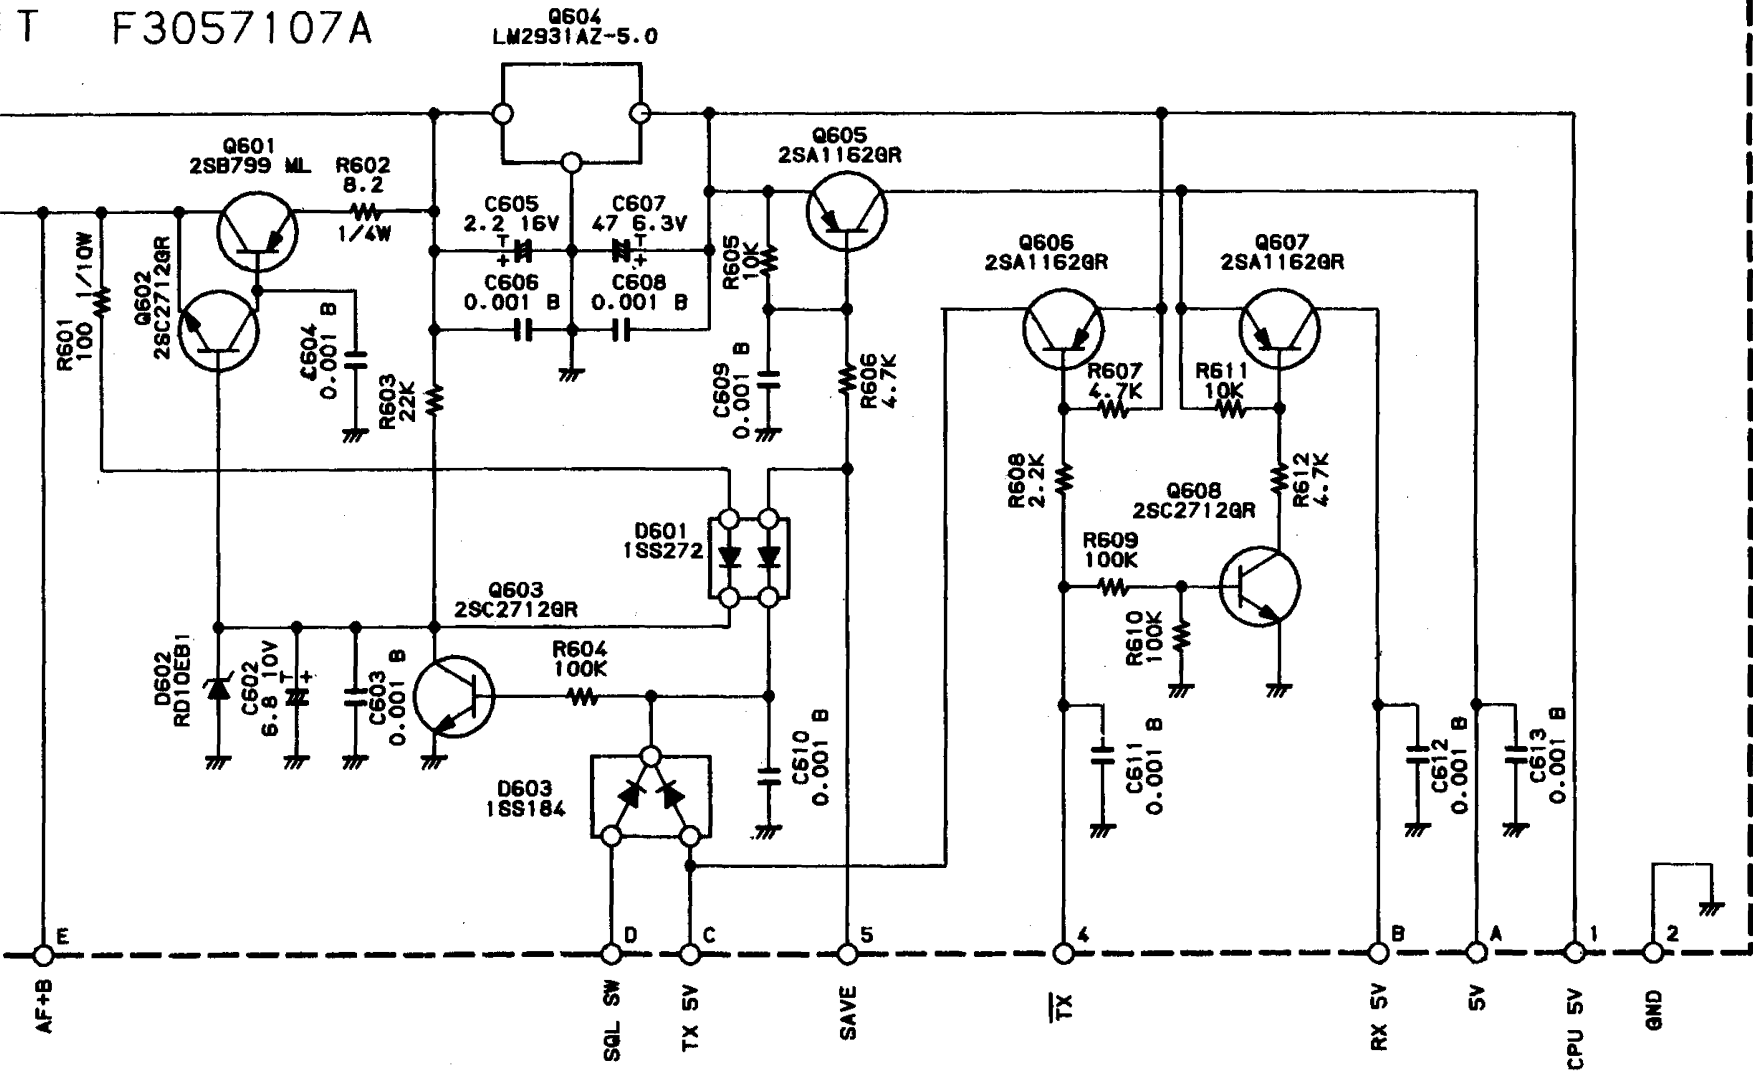 T F3057107A
Q604
LM2931AZ-5.0
Q601
2SB799 ML
R602
8.2
1/4W
Q605
2SA1162GR
C605
2.2 16V
C607
47 6.3V
T
+
T
+
C606
0.001 B
C608
0.001 B
R601
100 1/10W
Q602
2SC2712GR
C604
0.001 B
R603
22K
R605
10K
C609
0.001 B
R606
4.7K
Q606
2SA1162GR
Q607
2SA1162GR
R607
4.7K
R611
10K
R608
2.2K
Q608
2SC2712GR
R612
4.7K
R609
100K
R610
100K
D601
1SS272
Q603
2SC2712GR
R604
100K
D602
RD10EB1
C602
6.8 10V
T +
C603
0.001 B
D603
1SS184
C610
0.001 B
C611
0.001 B
C612
0.001 B
C613
0.001 B
E
D
C
5
4
B
A
1
2
AF+B
SQL SW
TX 5V
SAVE
TX
RX 5V
5V
CPU 5V
GND